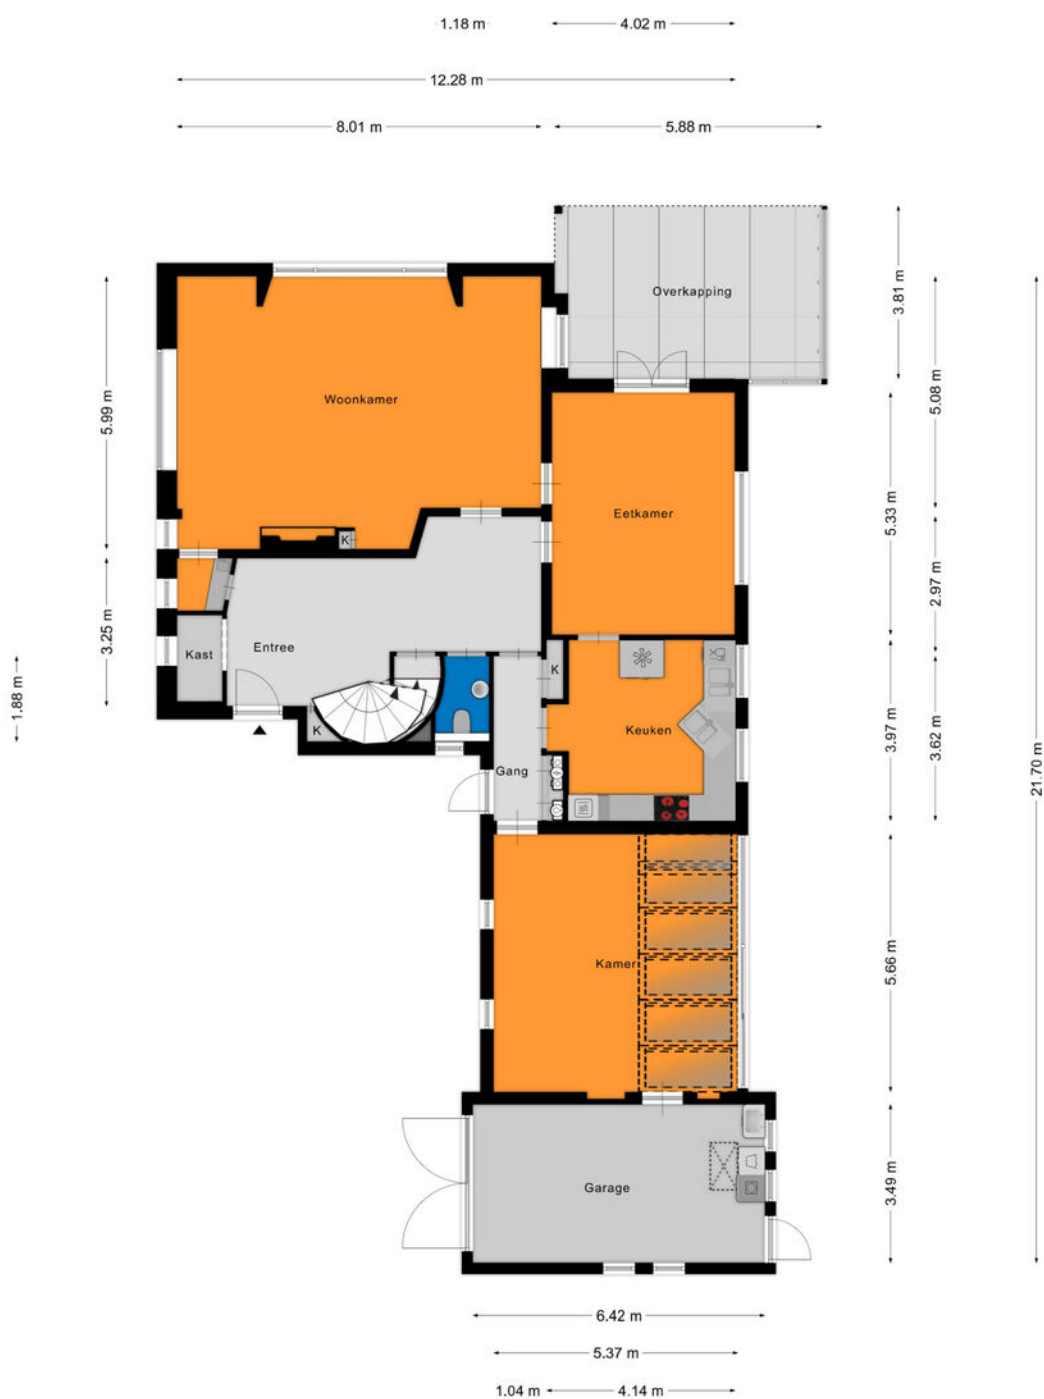 1.18 m
4.02 m
12.28 m
8.01 m
5.88 m
3.81 m
Overkapping
5.99 m
Woonkamer
5.08 m
5.33 m
Eetkamer
K
2.97 m
3.25 m
Entree
Kast
K
1.88 m
K
Keuken
3.97 m
3.62 m
Gang
21.70 m
Kamer
5.66 m
Garage
3.49 m
6.42 m
5.37 m
1.04 m
4.14 m